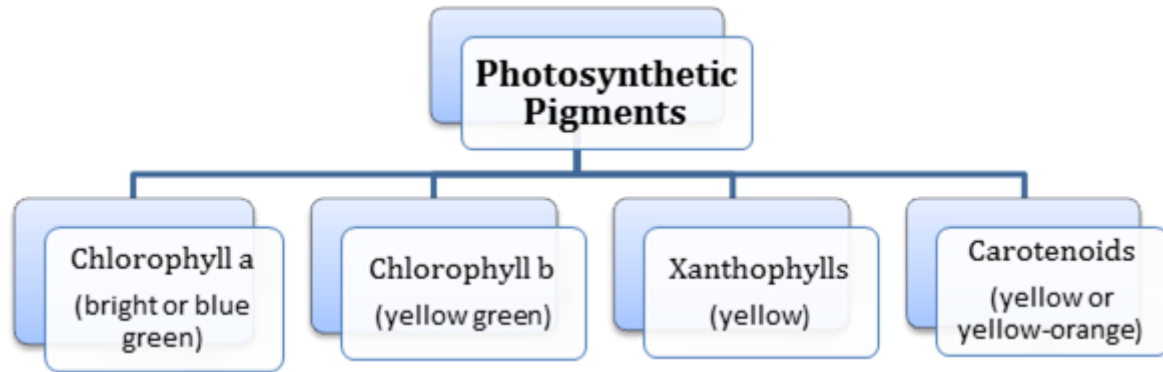 Photosynthetic
Pigments
Chlorophyll a
(bright or blue
green)
Chlorophyll b
(yellow green)
Xanthophylls
(yellow)
Carotenoids
(yellow or
yellow-orange)